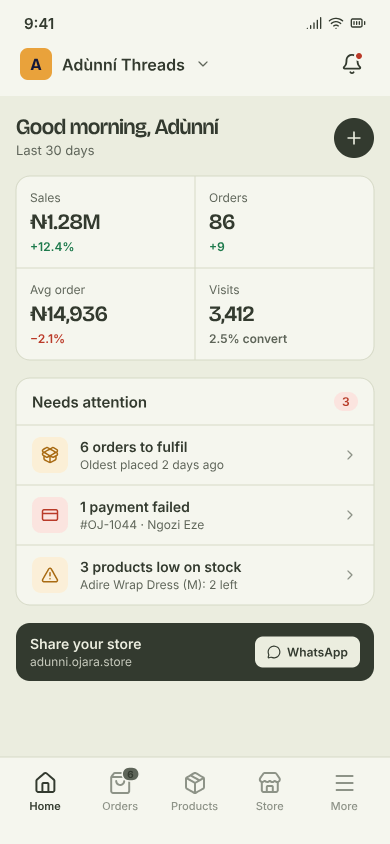 9:41
A Adùnní Threads
Good morning, Adùnní
Last 30 days
Sales
₦1.28M
+12.4%
Orders
86
+9
Avg order
₦14,936
−2.1%
Visits
3,412
2.5% convert
Needs attention
3
6 orders to fulfil
Oldest placed 2 days ago
1 payment failed
#OJ-1044 · Ngozi Eze
3 products low on stock
Adire Wrap Dress (M): 2 left
Share your store
adunni.ojara.store
WhatsApp
6
Home
Orders
Products
Store
More